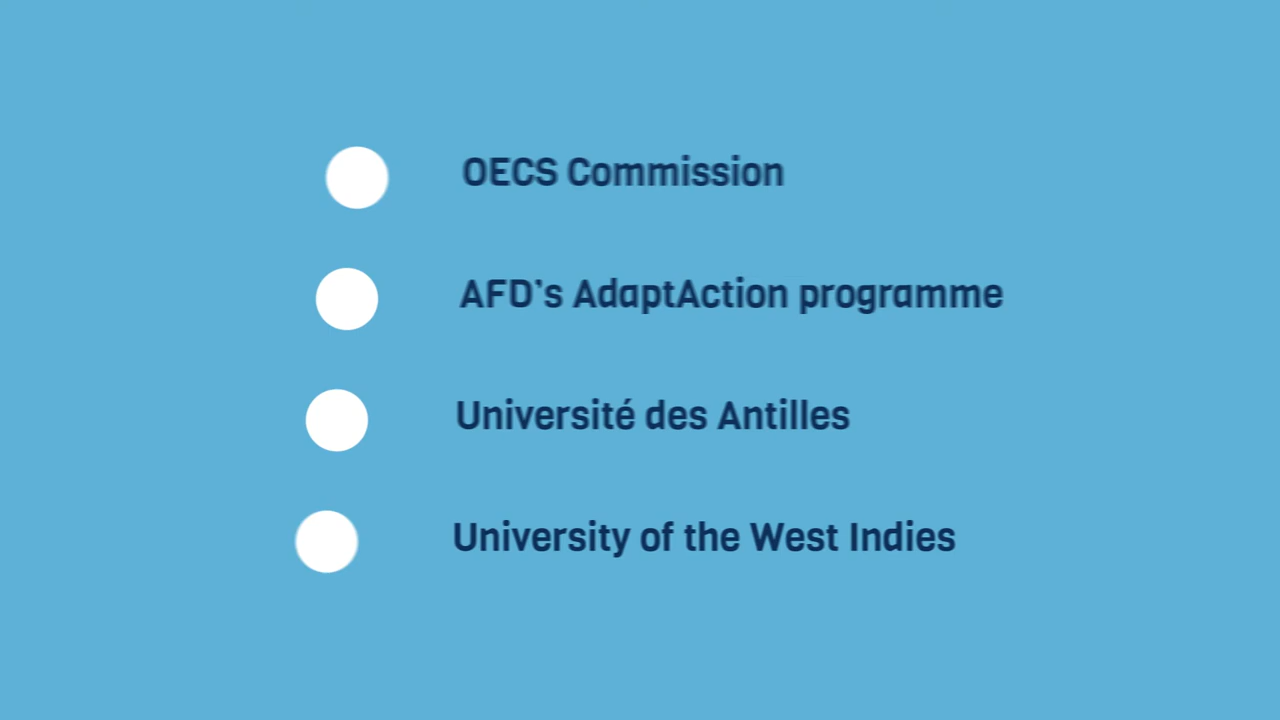 OECS Commission
AFD's AdaptAction programme
Université des Antilles
University of the West Indies